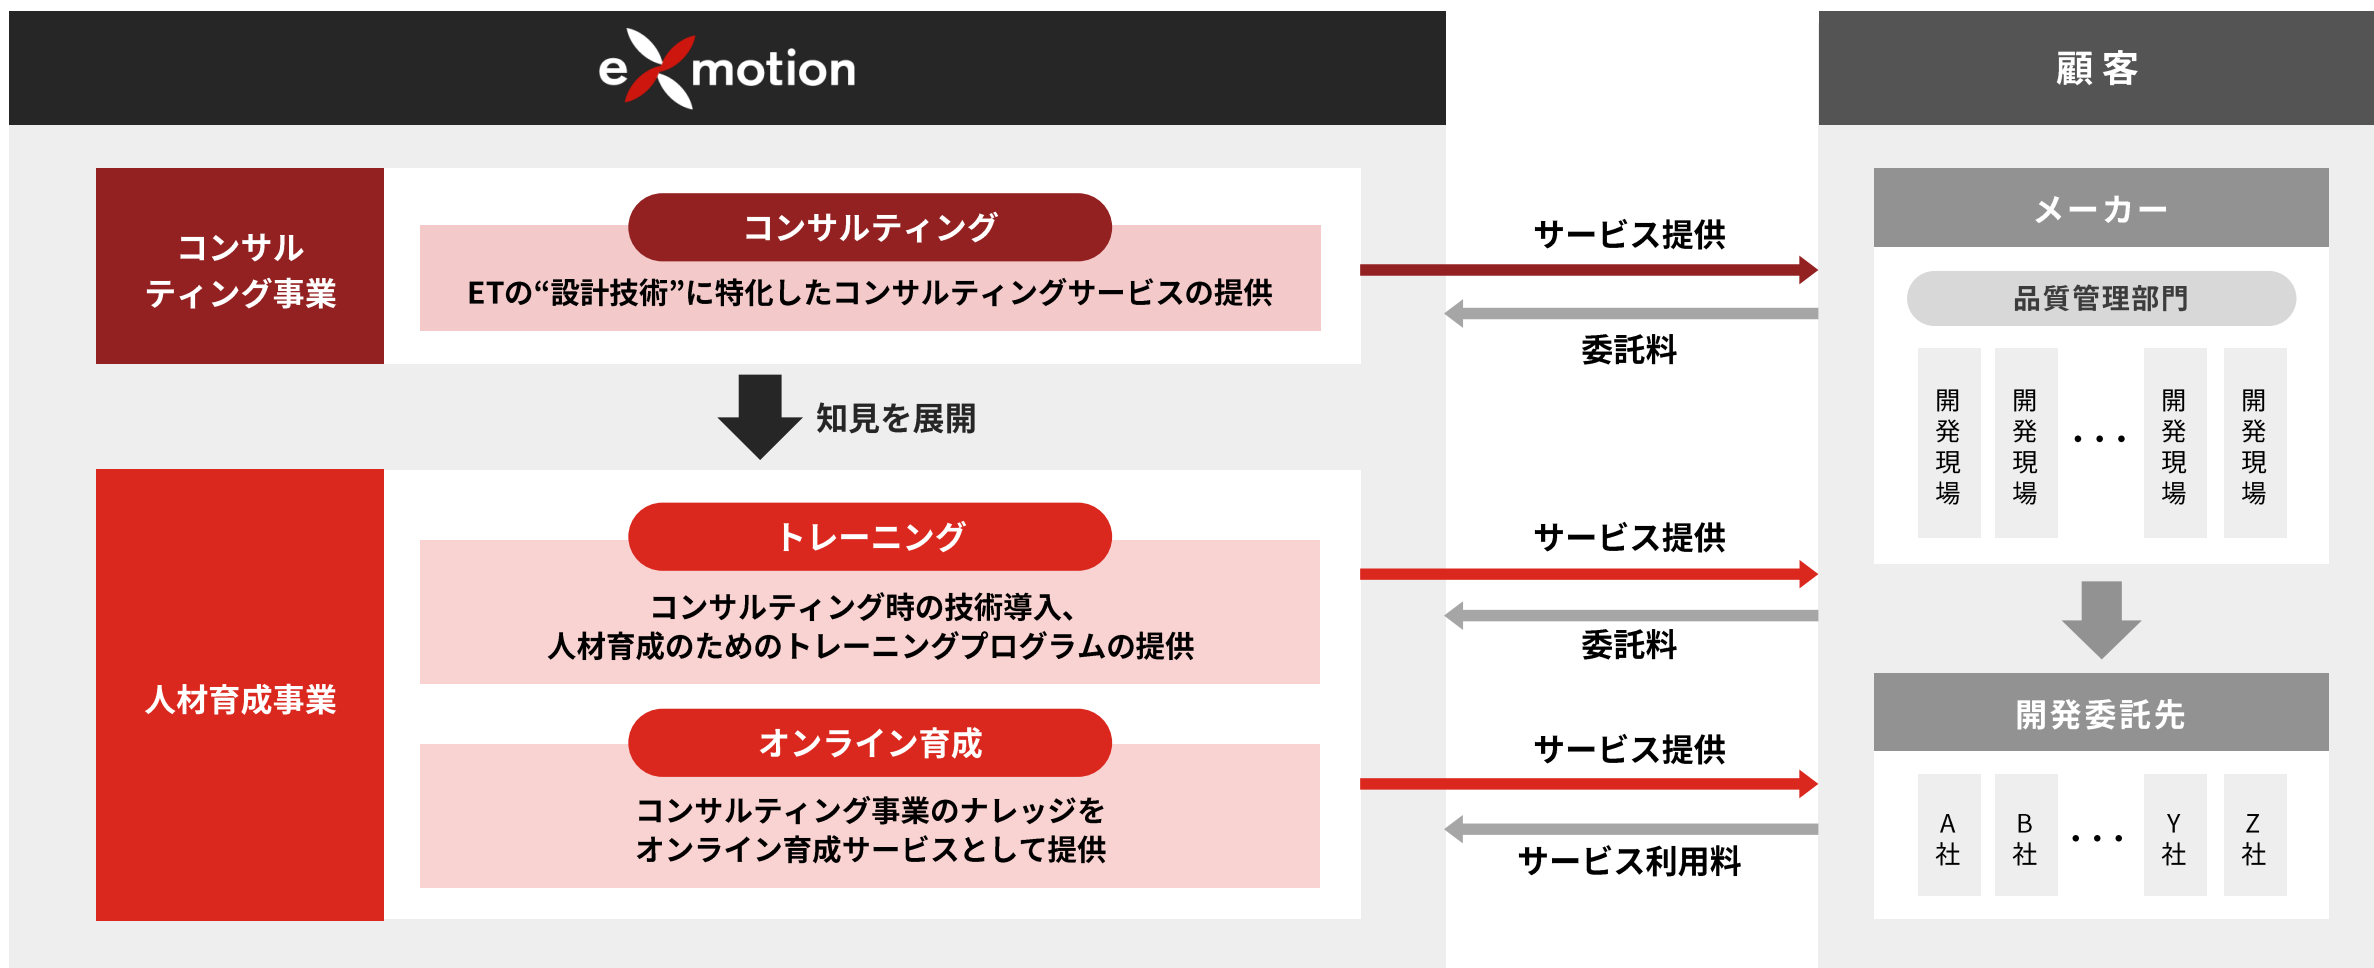 eXmotion
顧客
コンサル
ティング事業
コンサルティング
ETの“設計技術”に特化したコンサルティングサービスの提供
知見を展開
人材育成事業
トレーニング
コンサルティング時の技術導入、
人材育成のためのトレーニングプログラムの提供
オンライン育成
コンサルティング事業のナレッジを
オンライン育成サービスとして提供
サービス提供
委託料
サービス提供
委託料
サービス提供
サービス利用料
メーカー
品質管理部門
開発現場
開発現場
・・・
開発現場
開発現場
開発委託先
A社
B社
・・・
Y社
Z社